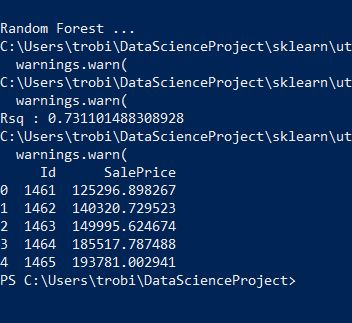 Random Forest ...
C:\Users\trobi\DataScienceProject\sklearn\ut
  warnings.warn(
C:\Users\trobi\DataScienceProject\sklearn\ut
  warnings.warn(
Rsq : 0.731101488308928
C:\Users\trobi\DataScienceProject\sklearn\ut
  warnings.warn(
     Id      SalePrice
0  1461  125296.898267
1  1462  140320.729523
2  1463  149995.624674
3  1464  185517.787488
4  1465  193781.002941
PS C:\Users\trobi\DataScienceProject>